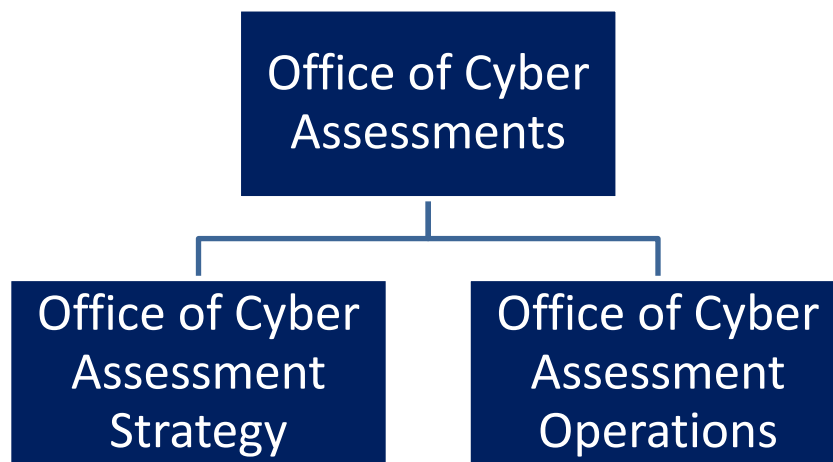 Office of Cyber
Assessments
Office of Cyber
Assessment
Strategy
Office of Cyber
Assessment
Operations